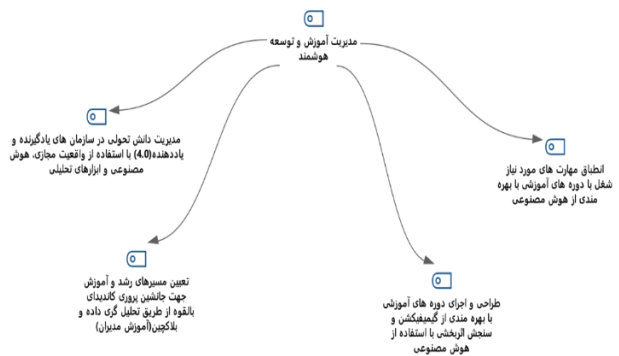 مدیریت آموزش و توسعه
هوشمند
انطباق مهارت های مورد نیاز
شغل با دوره های آموزشی با بهره
مندی از هوش مصنوعی
مدیریت دانش تحولی در سازمان های یادگیرنده و
یاددهنده(4.0) با استفاده از واقعیت مجازی، هوش
مصنوعی و ابزارهای تحلیلی
طراحی و اجرای دوره های آموزشی
با بهره مندی از گیمیفیکشن و
سنجش اثربخشی با استفاده از
هوش مصنوعی
تعیین مسیرهای رشد و آموزش
جهت جانشین پروری کاندیدای
بالقوه از طریق تحلیل گری داده و
بلاکچین(آموزش مدیران)